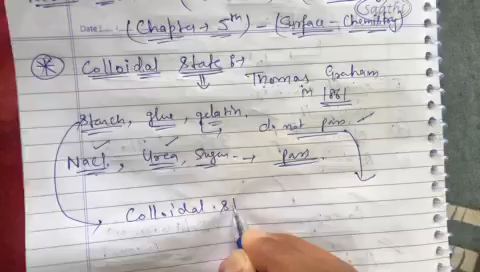 Saathi
Date
(Chapter → 5th) - (Surface - Chemistry)
* Colloidal State :→
Thomas Graham
in 1861
Starch, glue, gelatin. do not pass. ✓
NaCl, Urea, Sugar → pass.
Colloidal. st